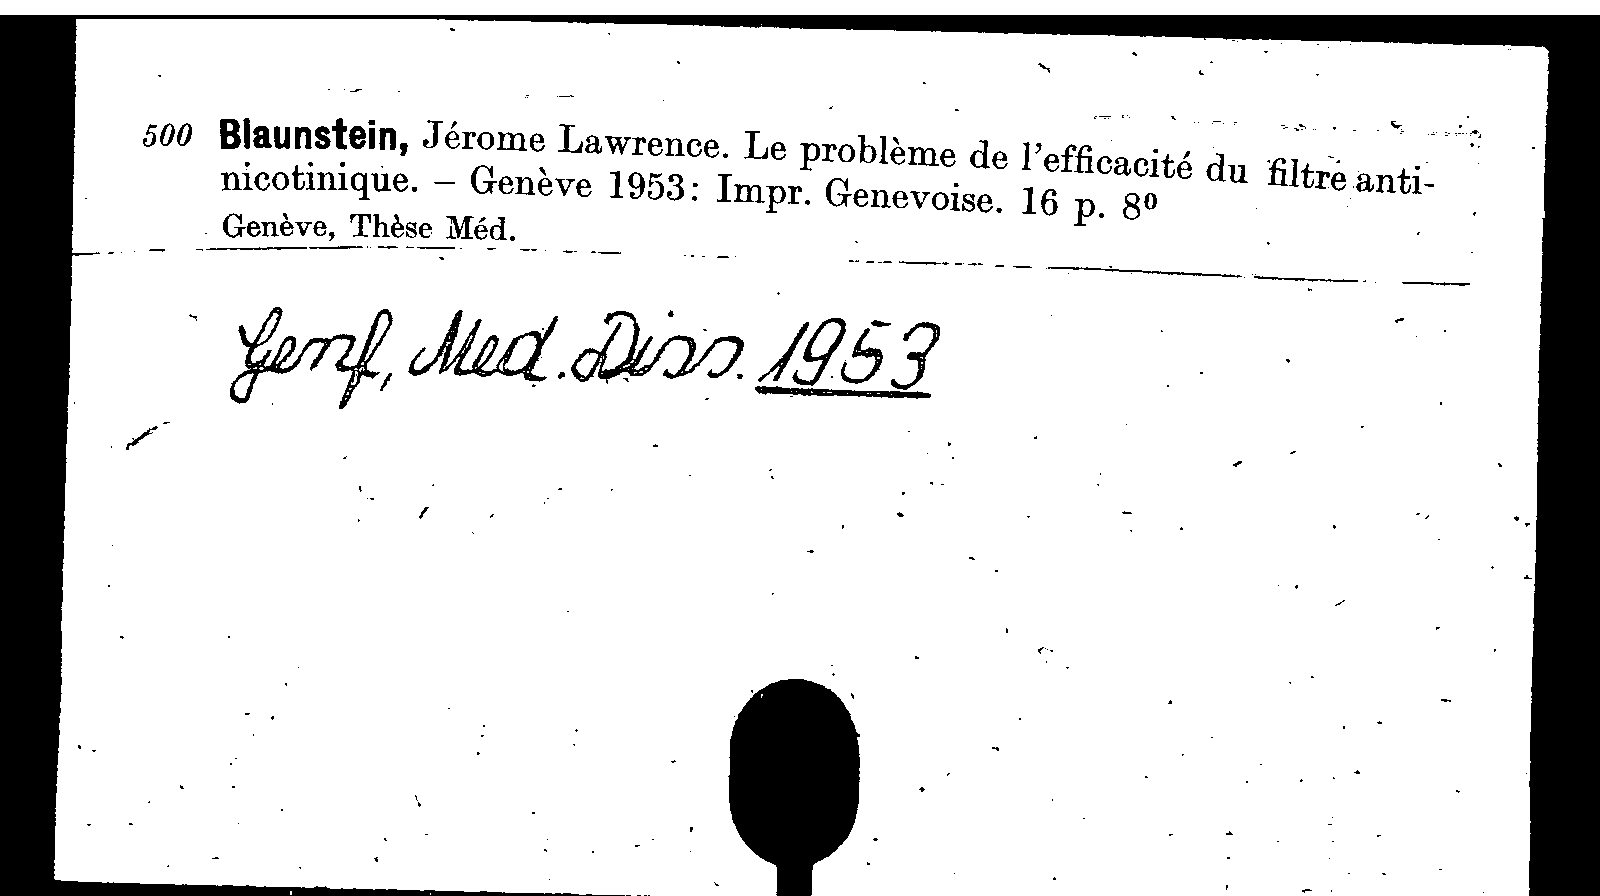 500 Blaunstein, Jérome Lawrence. Le problème de l'efficacité du filtre anti-
nicotinique. – Genève 1953: Impr. Genevoise. 16 p. 8º
Genève, Thèse Méd.
Genf, Med. Diss. 1953